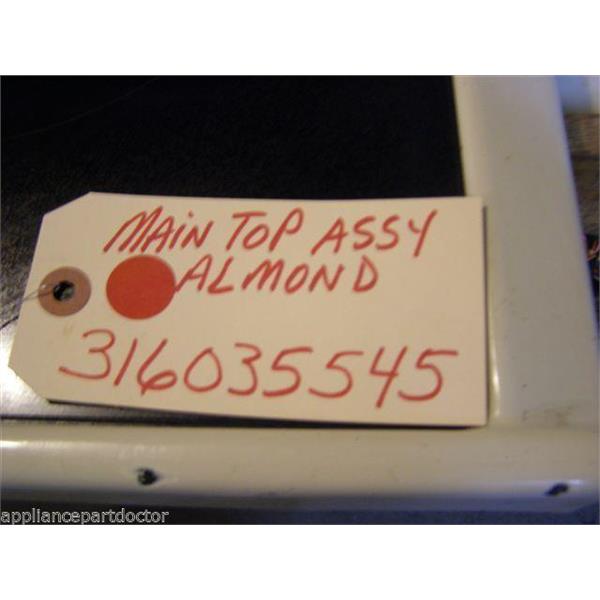 MAIN TOP ASSY
ALMOND
316035545
appliancepartdoctor